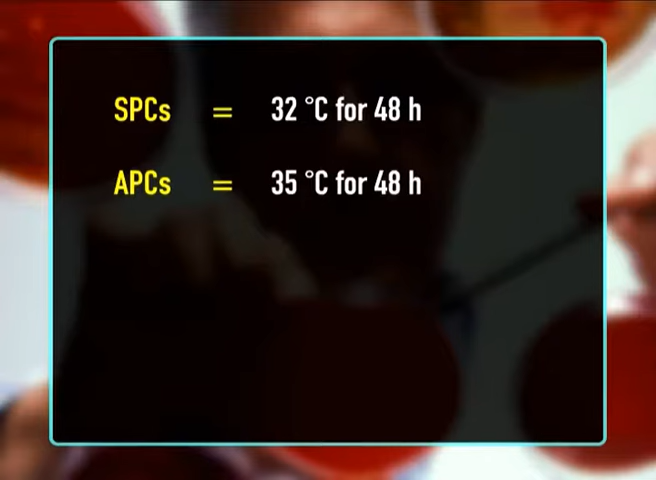 SPCs = 32 °C for 48 h
APCs = 35 °C for 48 h